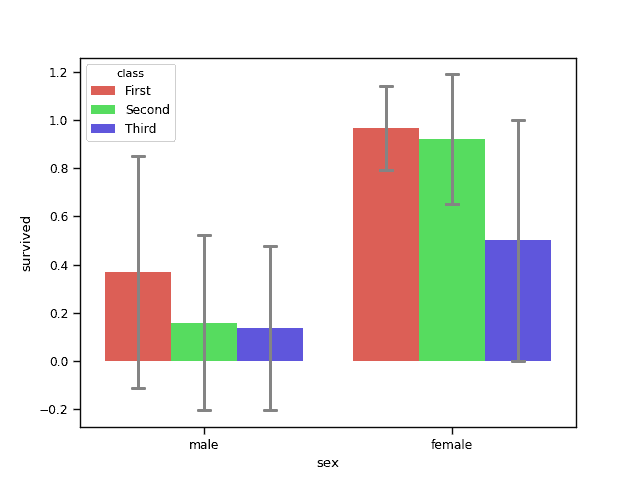 class
First
Second
Third
1.2
1.0
0.8
0.6
0.4
0.2
0.0
−0.2
survived
male
female
sex